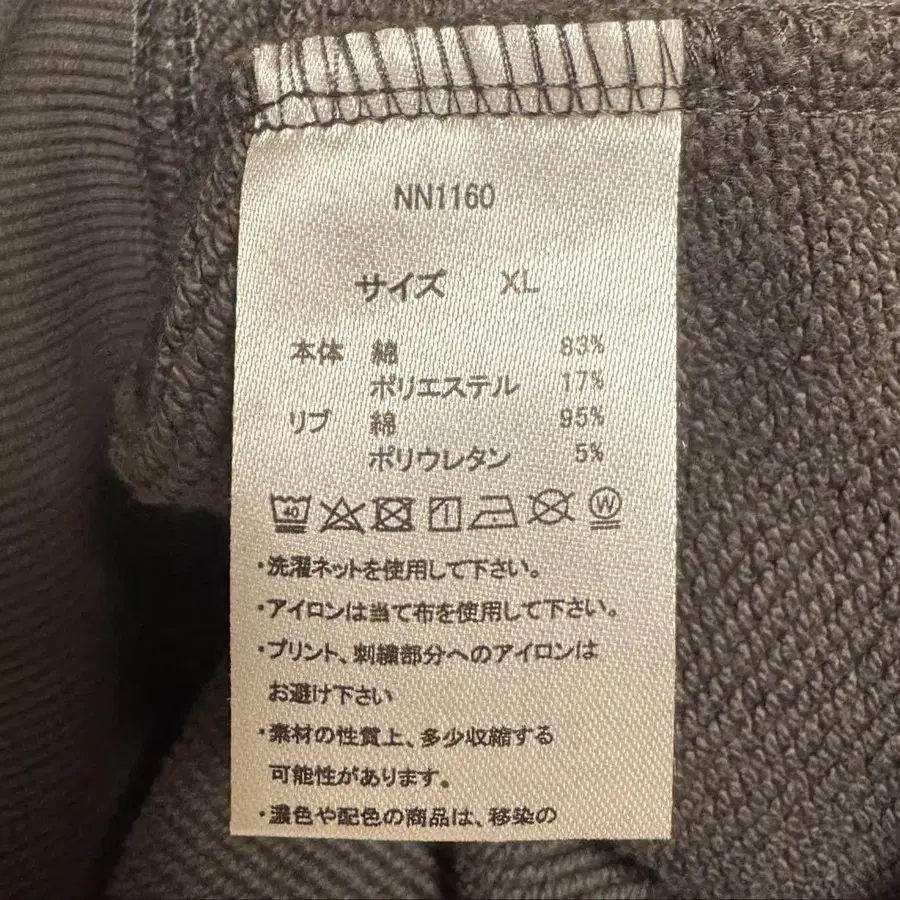 NN1160
サイズ XL
本体 綿 83%
ポリエステル 17%
リブ 綿 95%
ポリウレタン 5%
40 1 W
・洗濯ネットを使用して下さい。
・アイロンは当て布を使用して下さい。
・プリント、刺繍部分へのアイロンは
お避け下さい
・素材の性質上、多少収縮する
可能性があります。
・濃色や配色の商品は、移染の